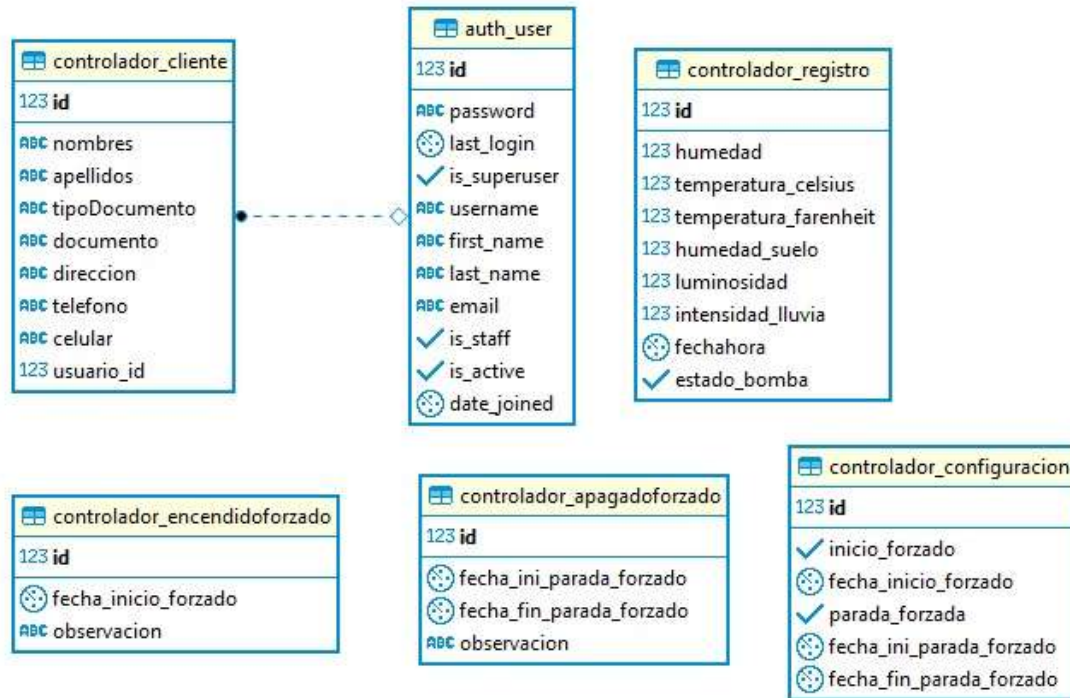 controlador_cliente
123 id
ABC nombres
ABC apellidos
ABC tipoDocumento
ABC documento
ABC direccion
ABC telefono
ABC celular
123 usuario_id
auth_user
123 id
ABC password
last_login
is_superuser
ABC username
ABC first_name
ABC last_name
ABC email
is_staff
is_active
date_joined
controlador_registro
123 id
123 humedad
123 temperatura_celsius
123 temperatura_farenheit
123 humedad_suelo
123 luminosidad
123 intensidad_lluvia
fechahora
estado_bomba
controlador_encendidoforzado
123 id
fecha_inicio_forzado
ABC observacion
controlador_apagadoforzado
123 id
fecha_ini_parada_forzado
fecha_fin_parada_forzado
ABC observacion
controlador_configuracion
123 id
inicio_forzado
fecha_inicio_forzado
parada_forzada
fecha_ini_parada_forzado
fecha_fin_parada_forzado